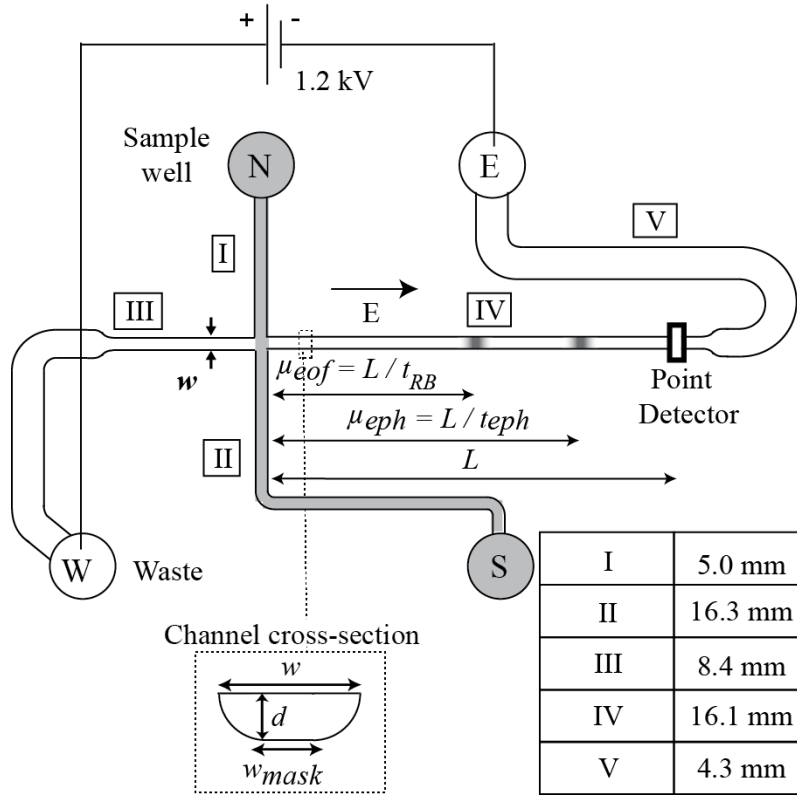 + -
1.2 kV
Sample
well
N
E
V
I
III
E
IV
w
μeof = L / tRB
Point
Detector
μeph = L / teph
II
L
W
Waste
S
Channel cross-section
w
d
wmask
I 5.0 mm
II 16.3 mm
III 8.4 mm
IV 16.1 mm
V 4.3 mm